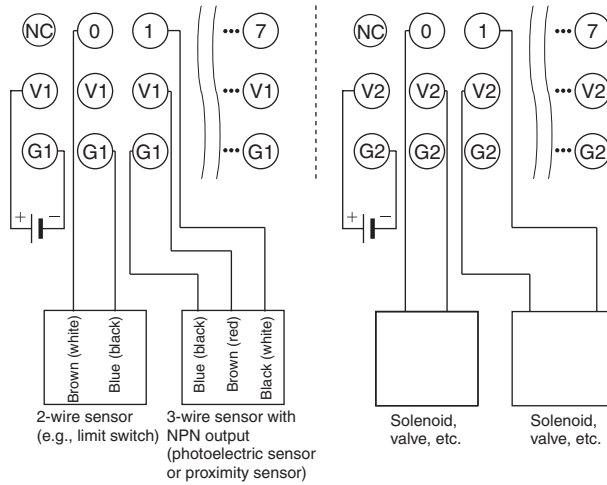 NC 0 1 ••• 7
V1 V1 V1 ••• V1
G1 G1 G1 ••• G1
+ −
Brown (white)
Blue (black)
Blue (black)
Brown (red)
Black (white)
2-wire sensor
(e.g., limit switch)
3-wire sensor with
NPN output
(photoelectric sensor
or proximity sensor)
NC 0 1 ••• 7
V2 V2 V2 ••• V2
G2 G2 G2 ••• G2
+ −
Solenoid,
valve, etc.
Solenoid,
valve, etc.